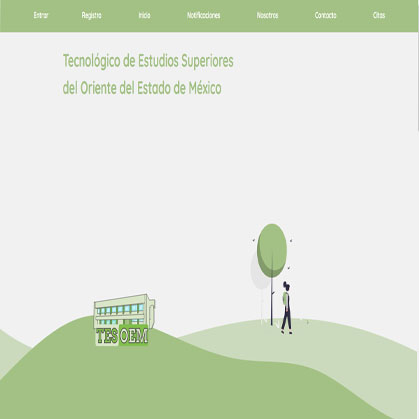 Entrar Registro Inicio Notificaciones Nosotros Contacto Citas
Tecnológico de Estudios Superiores
del Oriente del Estado de México
TESOEM